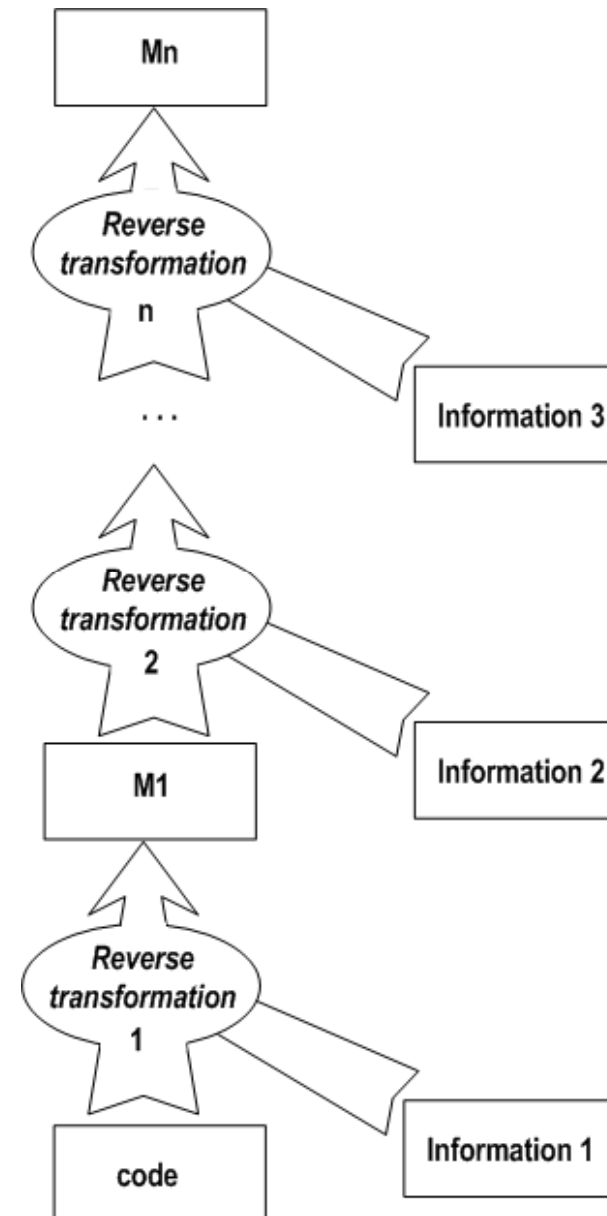 Mn
Reverse
transformation
n
Information 3
...
Reverse
transformation
2
Information 2
M1
Reverse
transformation
1
Information 1
code